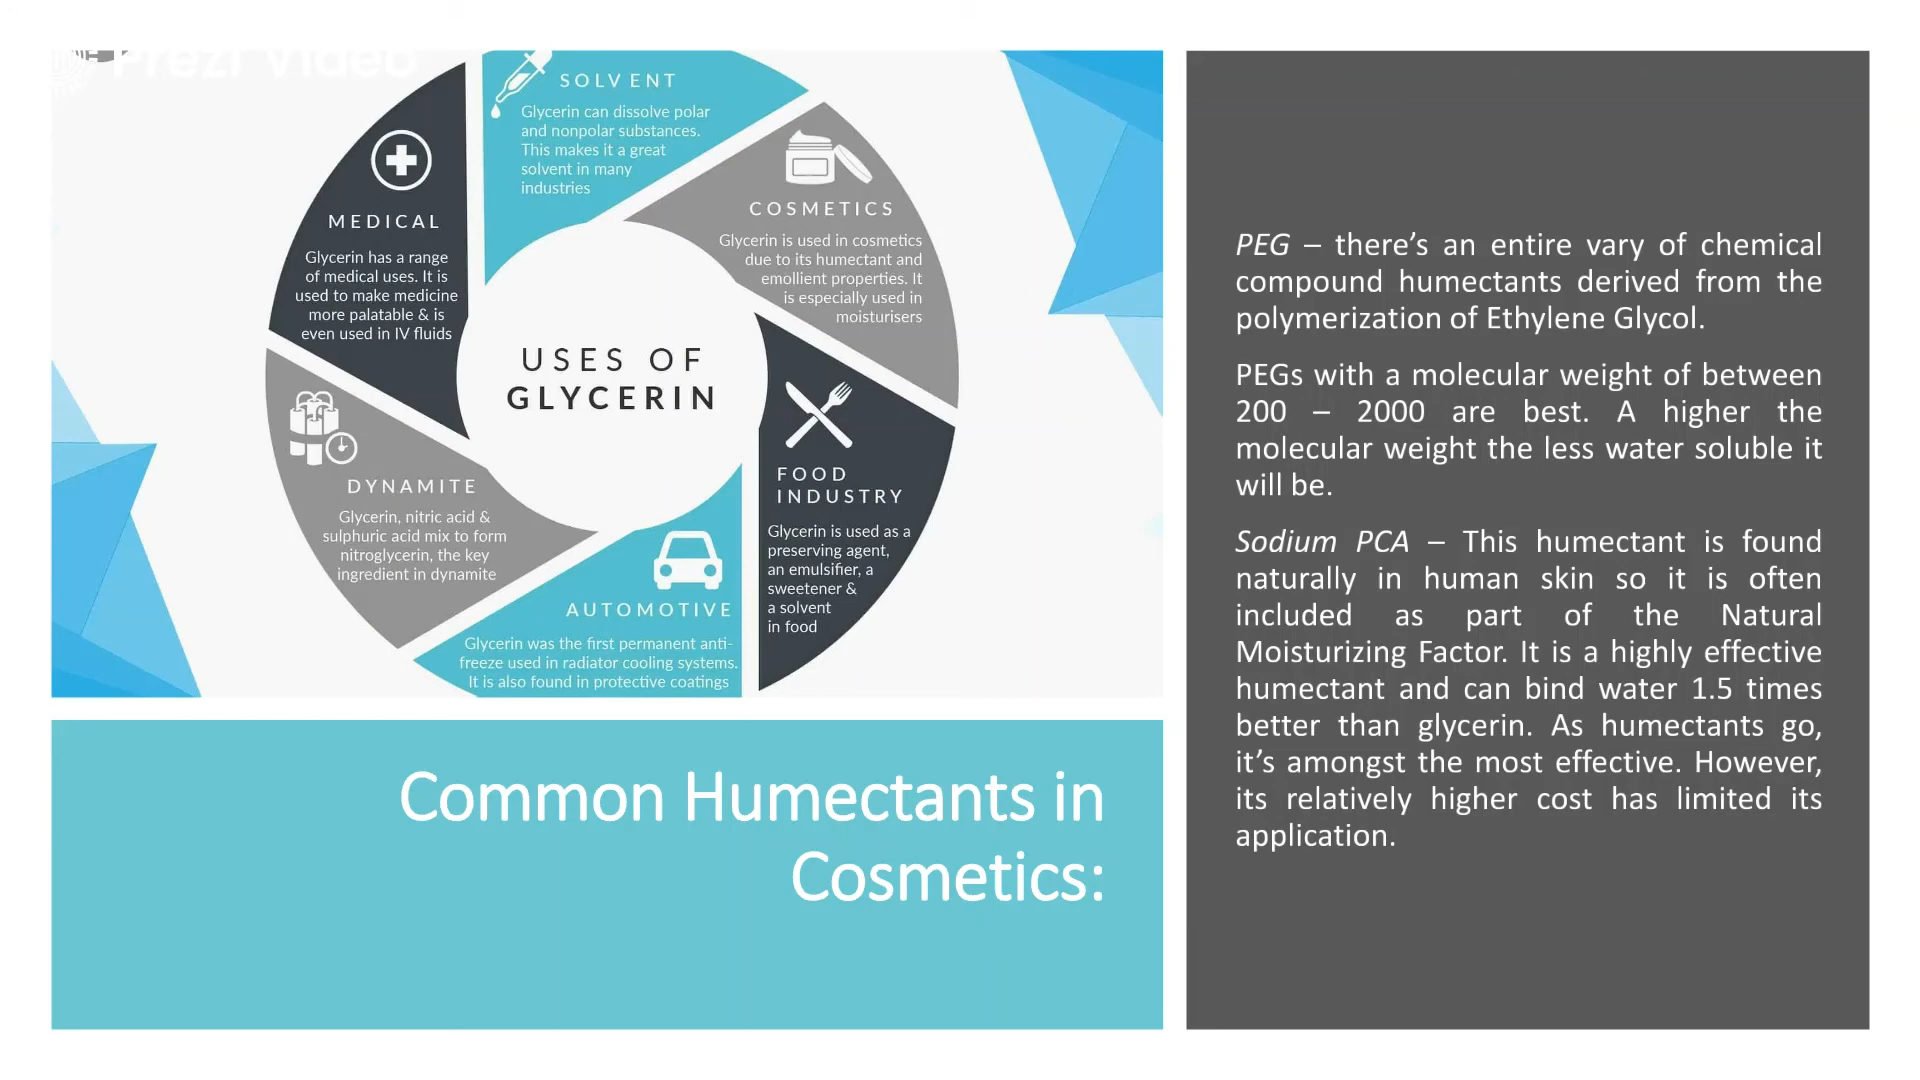 Prezi Video
SOLVENT
Glycerin can dissolve polar
and nonpolar substances.
This makes it a great
solvent in many
industries
COSMETICS
Glycerin is used in cosmetics
due to its humectant and
emollient properties. It
is especially used in
moisturisers
MEDICAL
Glycerin has a range
of medical uses. It is
used to make medicine
more palatable & is
even used in IV fluids
USES OF
GLYCERIN
FOOD
INDUSTRY
Glycerin is used as a
preserving agent,
an emulsifier, a
sweetener &
a solvent
in food
DYNAMITE
Glycerin, nitric acid &
sulphuric acid mix to form
nitroglycerin, the key
ingredient in dynamite
AUTOMOTIVE
Glycerin was the first permanent anti-
freeze used in radiator cooling systems.
It is also found in protective coatings
Common Humectants in
Cosmetics:
PEG – there’s an entire vary of chemical
compound humectants derived from the
polymerization of Ethylene Glycol.
PEGs with a molecular weight of between
200 – 2000 are best. A higher the
molecular weight the less water soluble it
will be.
Sodium PCA – This humectant is found
naturally in human skin so it is often
included as part of the Natural
Moisturizing Factor. It is a highly effective
humectant and can bind water 1.5 times
better than glycerin. As humectants go,
it’s amongst the most effective. However,
its relatively higher cost has limited its
application.